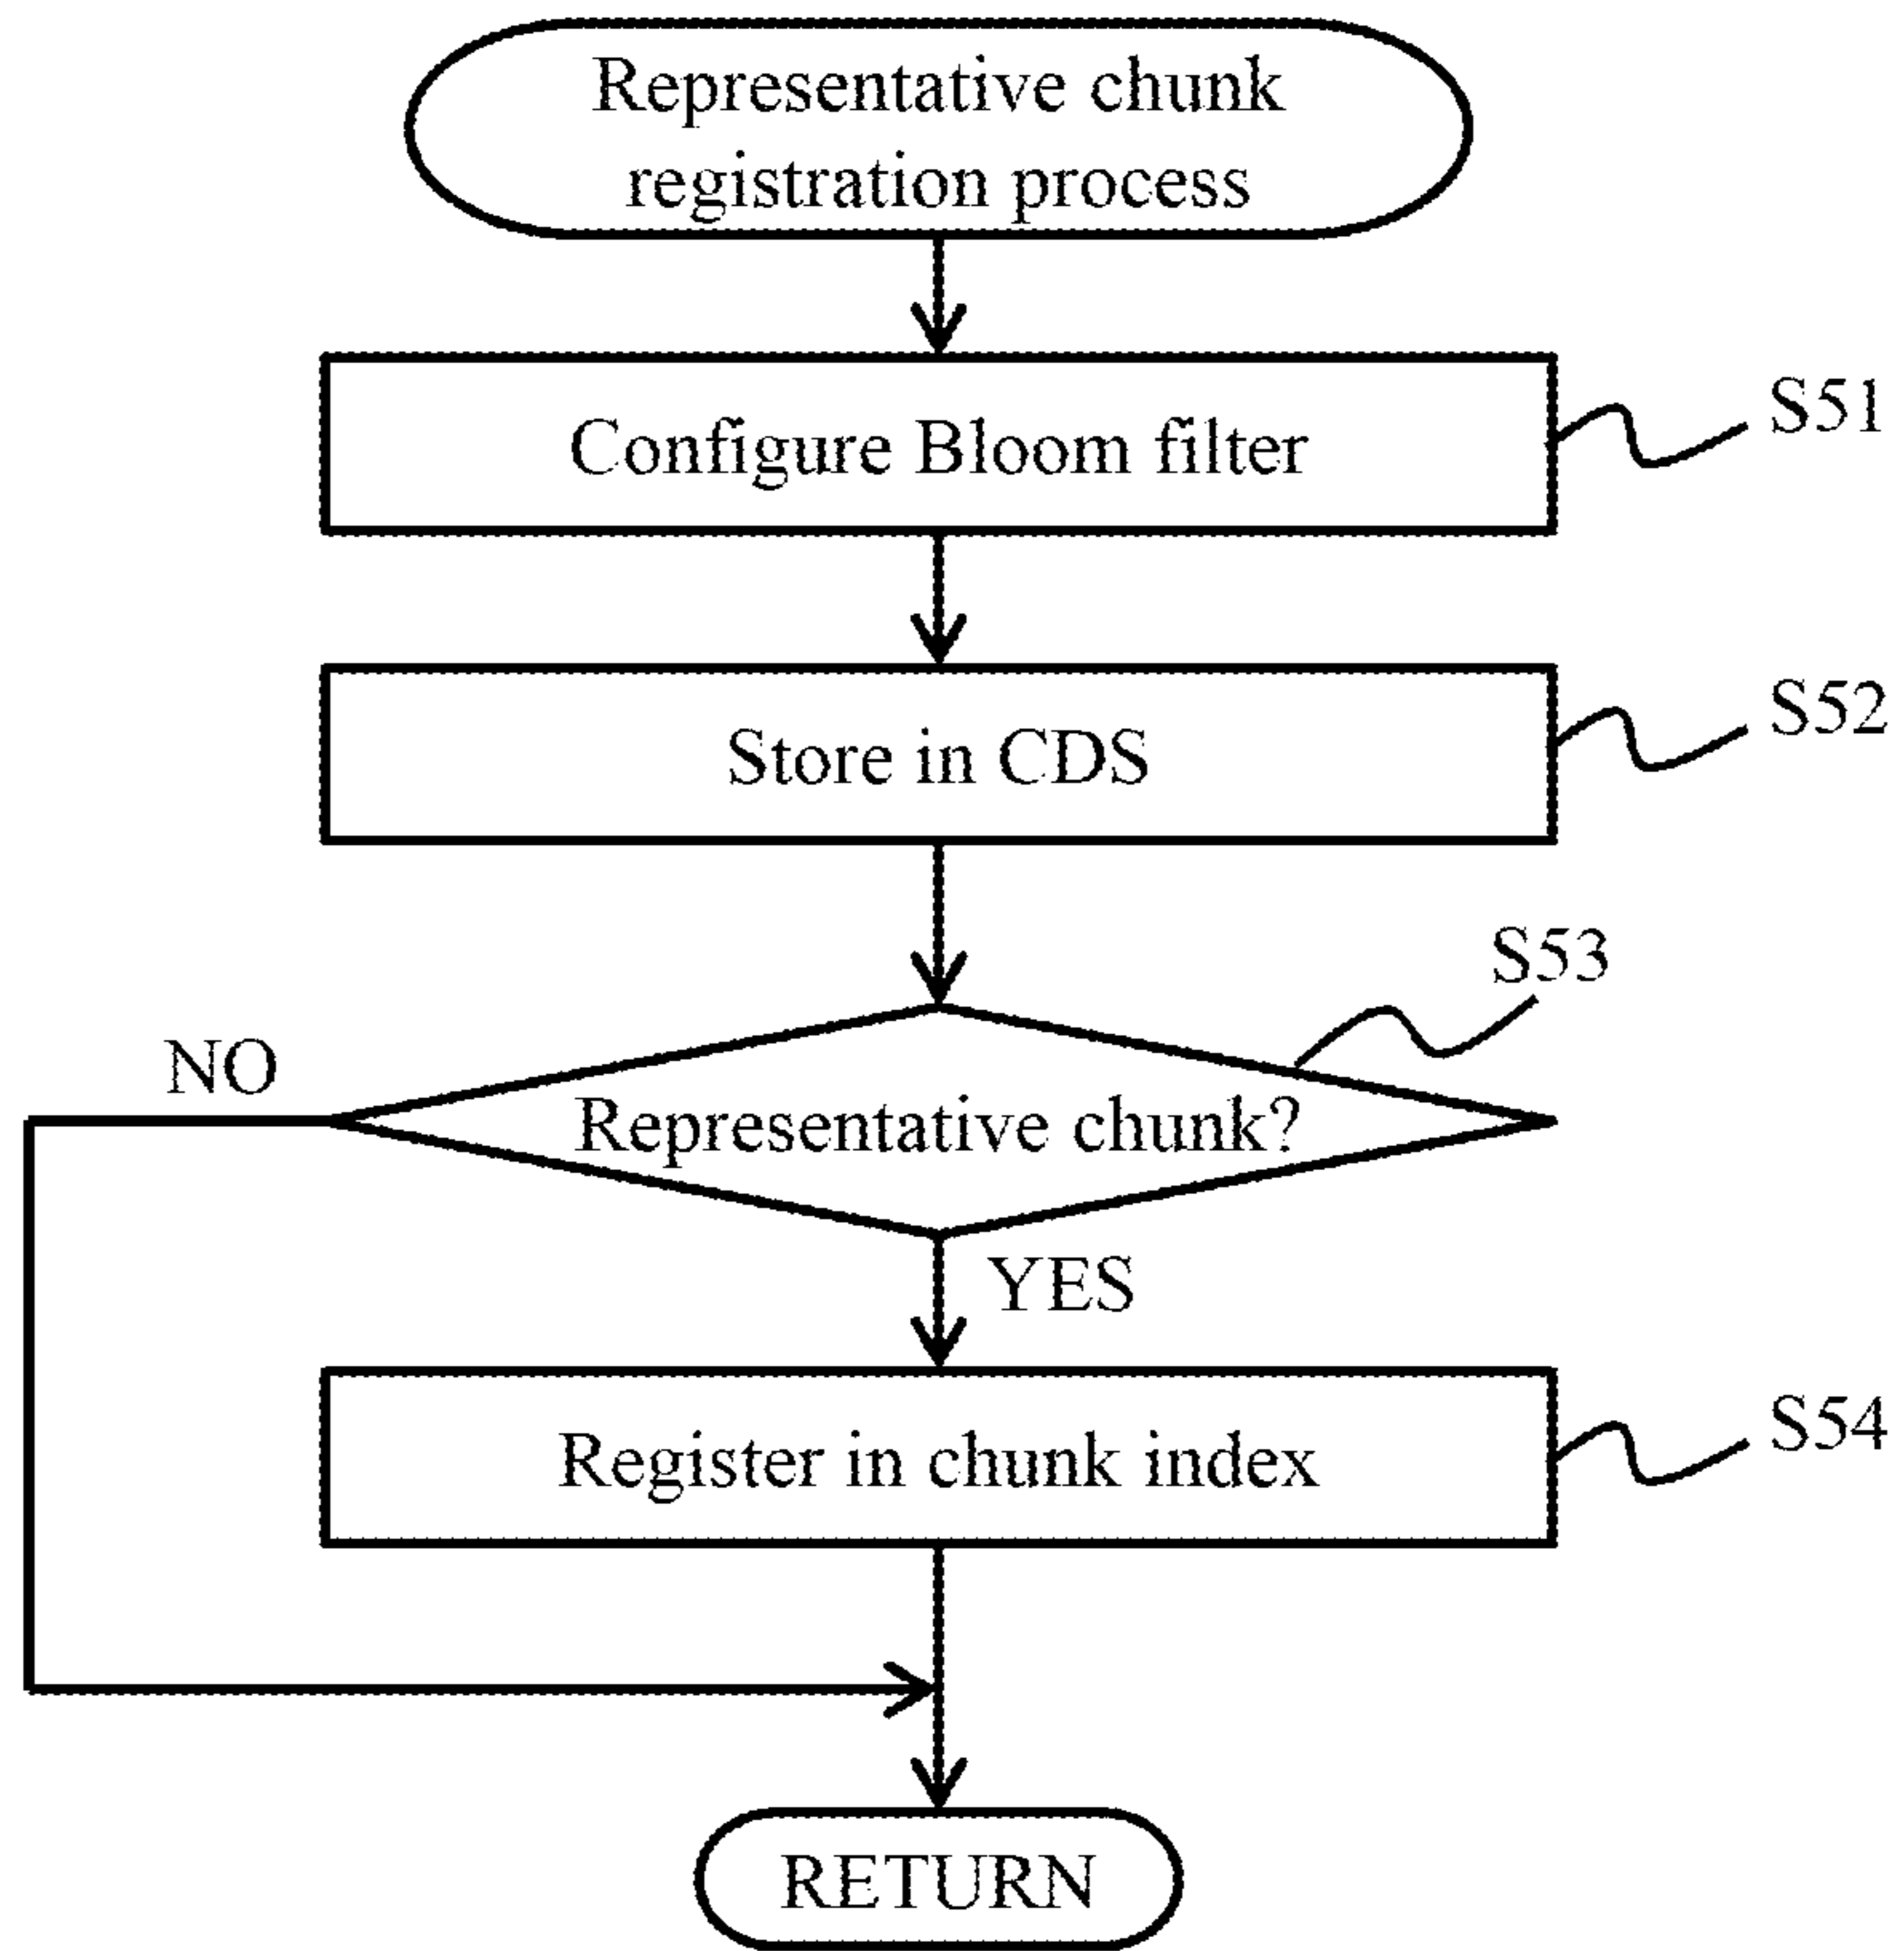 Representative chunk
registration process
Configure Bloom filter
S51
Store in CDS
S52
S53
NO
Representative chunk?
YES
Register in chunk index
S54
RETURN